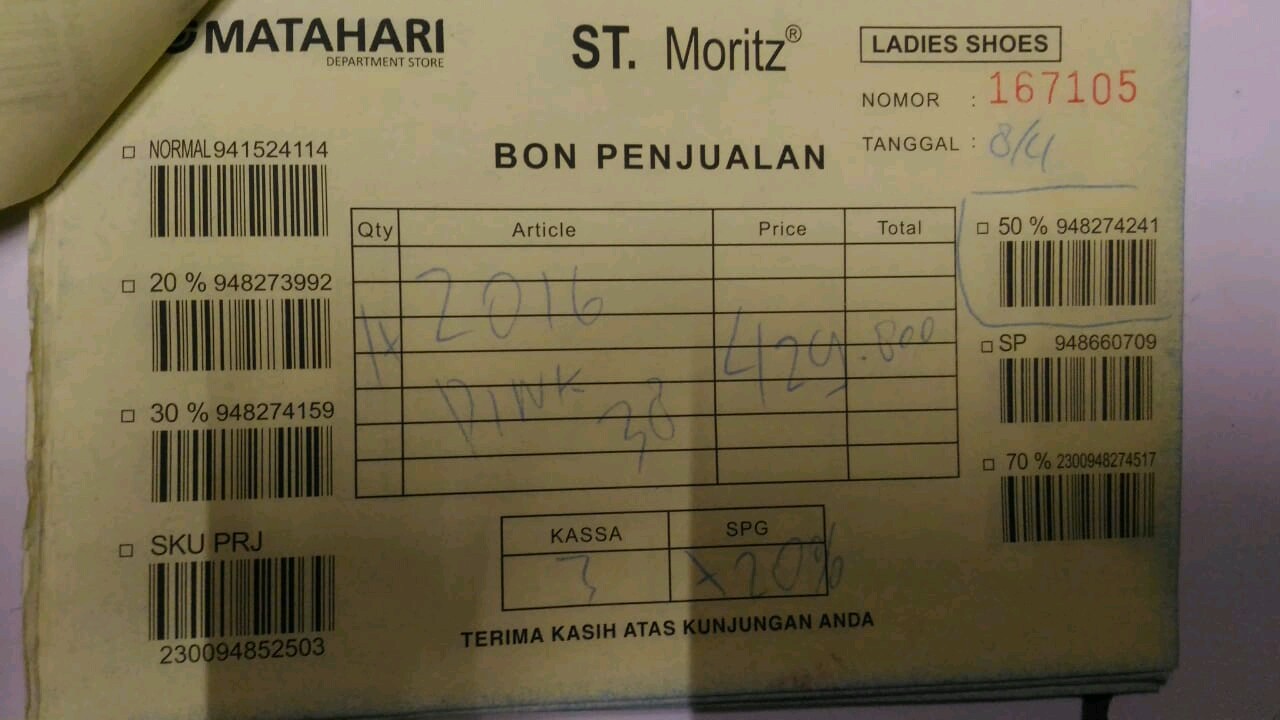 MATAHARI
DEPARTMENT STORE
ST. Moritz®
LADIES SHOES
NOMOR : 167105
TANGGAL : 8/4
BON PENJUALAN
NORMAL 941524114
20 % 948273992
30 % 948274159
SKU PRJ
230094852503
Qty Article Price Total
2016
PINK
38
429.800
50 % 948274241
SP 948660709
70 % 2300948274517
KASSA SPG
3 X 20%
TERIMA KASIH ATAS KUNJUNGAN ANDA